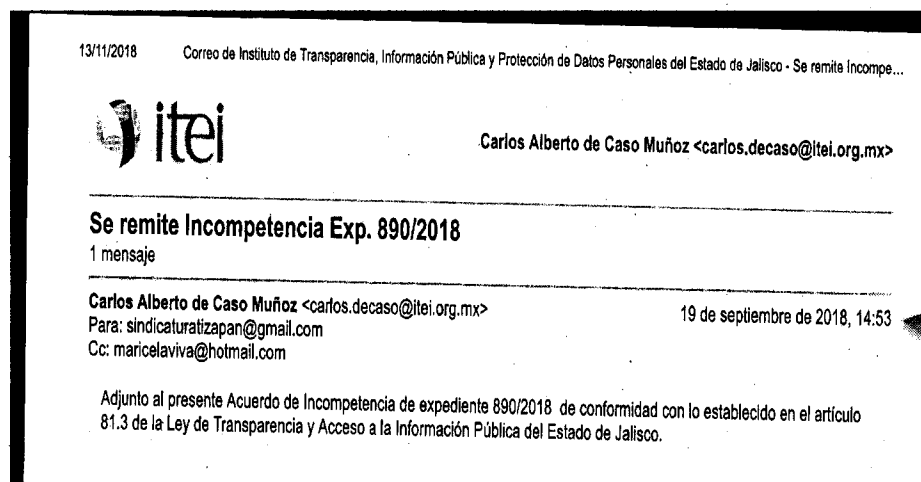 13/11/2018 Correo de Instituto de Transparencia, Información Pública y Protección de Datos Personales del Estado de Jalisco - Se remite Incompe...
itei
Carlos Alberto de Caso Muñoz <carlos.decaso@itei.org.mx>
Se remite Incompetencia Exp. 890/2018
1 mensaje
Carlos Alberto de Caso Muñoz <carlos.decaso@itei.org.mx> 19 de septiembre de 2018, 14:53
Para: sindicaturatizapan@gmail.com
Cc: maricelaviva@hotmail.com
Adjunto al presente Acuerdo de Incompetencia de expediente 890/2018 de conformidad con lo establecido en el artículo
81.3 de la Ley de Transparencia y Acceso a la Información Pública del Estado de Jalisco.